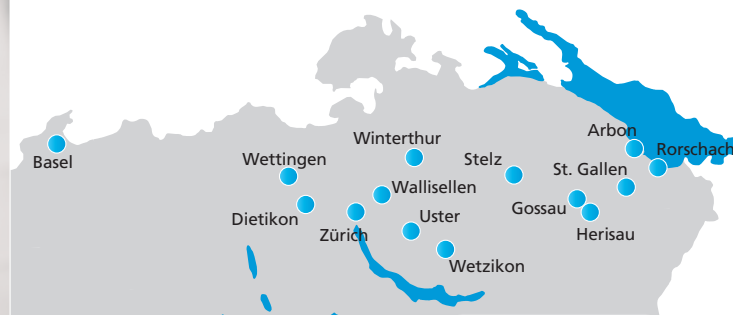 Arbon
Winterthur
Rorschach
Basel
Wettingen
Stelz
St. Gallen
Wallisellen
Dietikon
Uster
Gossau
Zürich
Herisau
Wetzikon